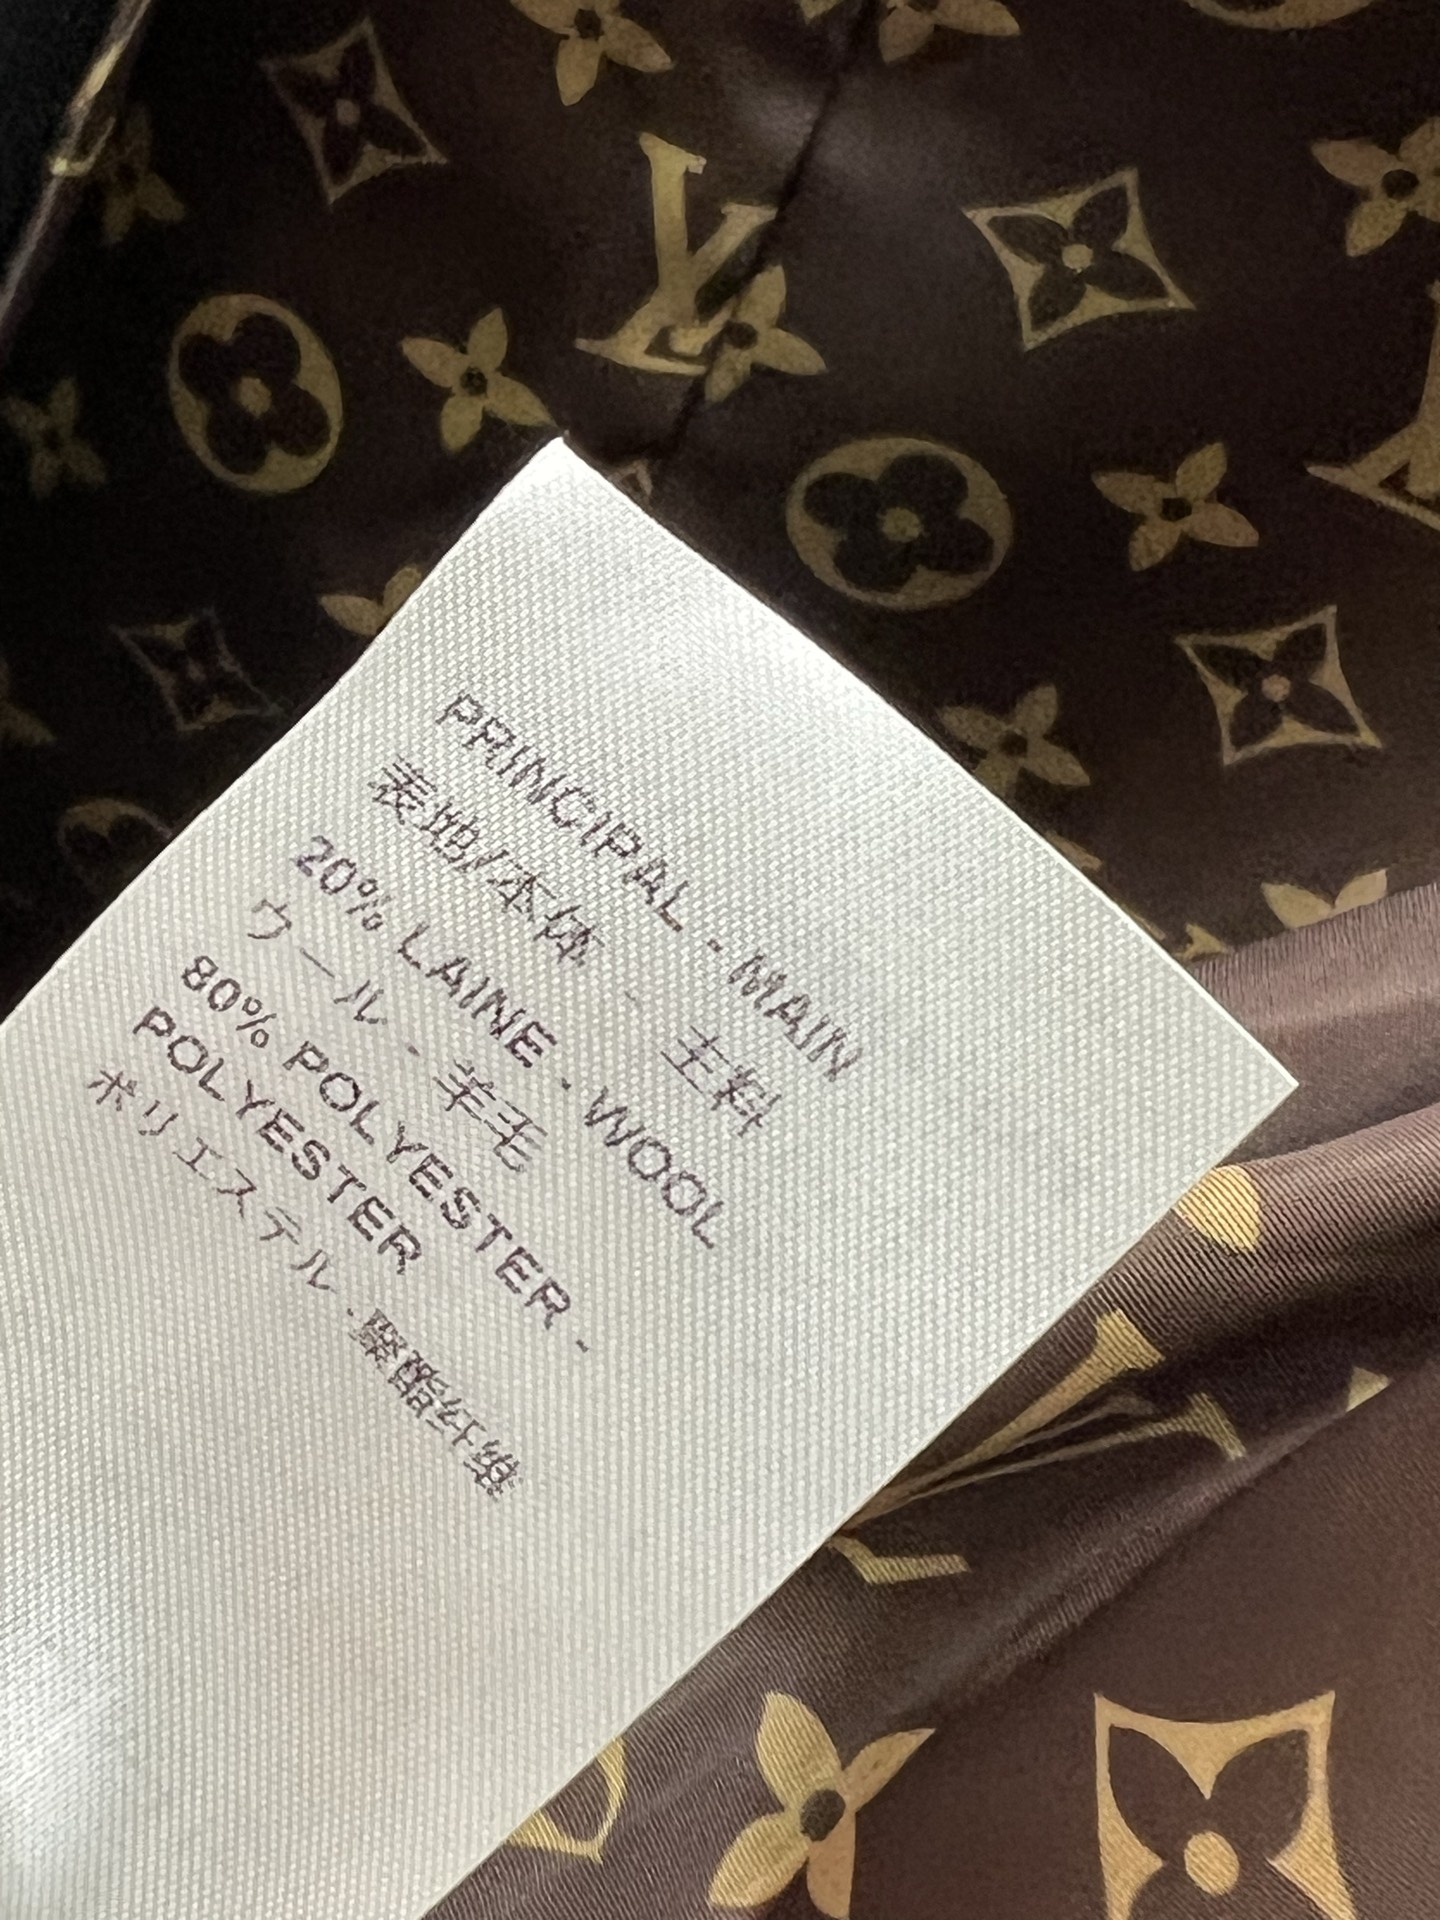 PRINCIPAL - MAIN
表地/本体 - 主料
20% LAINE - WOOL
ウール - 羊毛
80% POLYESTER -
POLYESTER
ポリエステル - 聚酯纤维
LV